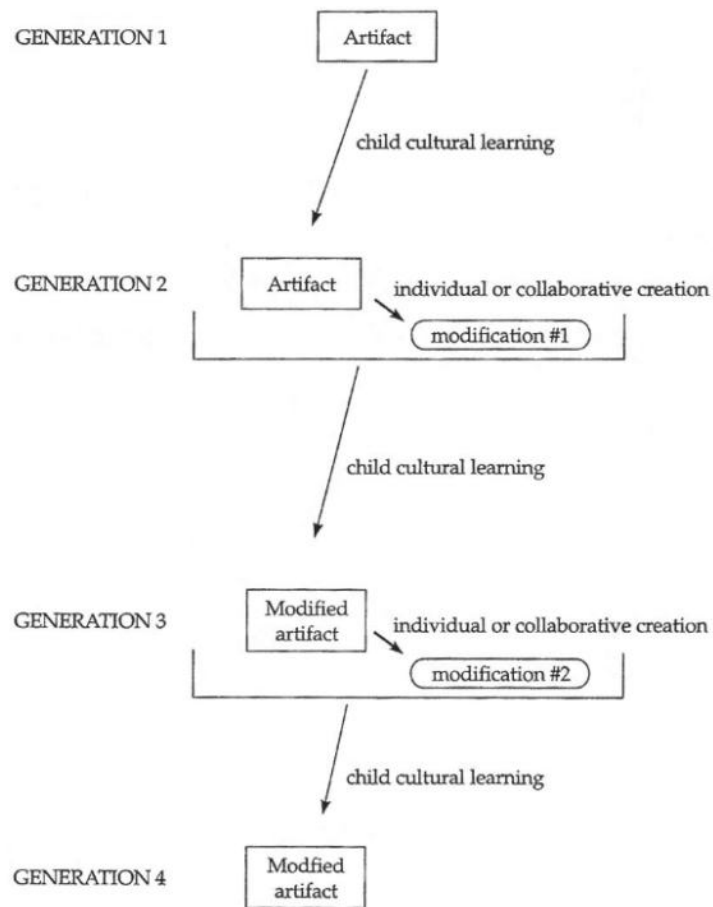 GENERATION 1
Artifact
child cultural learning
GENERATION 2
Artifact
individual or collaborative creation
modification #1
child cultural learning
GENERATION 3
Modified
artifact
individual or collaborative creation
modification #2
child cultural learning
GENERATION 4
Modfied
artifact